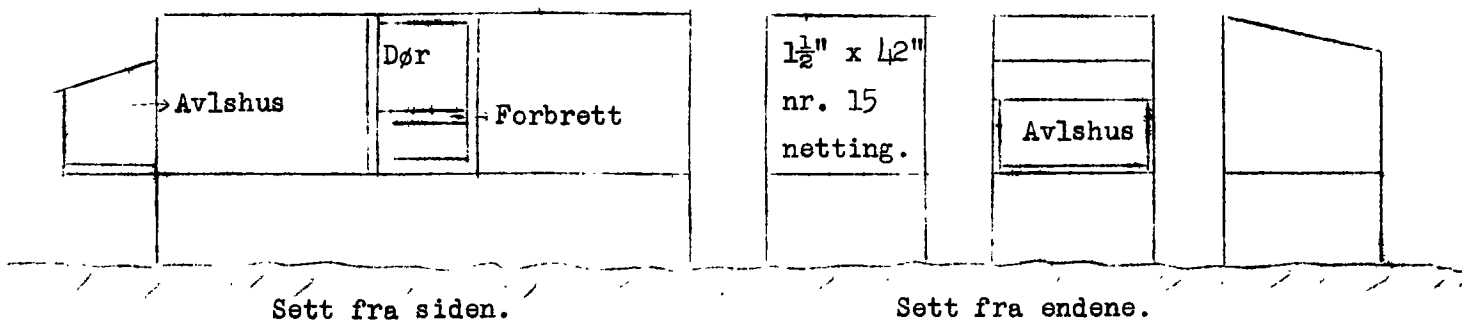 Dør
Avlshus
Forbrett
1½" x 42"
nr. 15
netting.
Avlshus
Sett fra siden.
Sett fra endene.